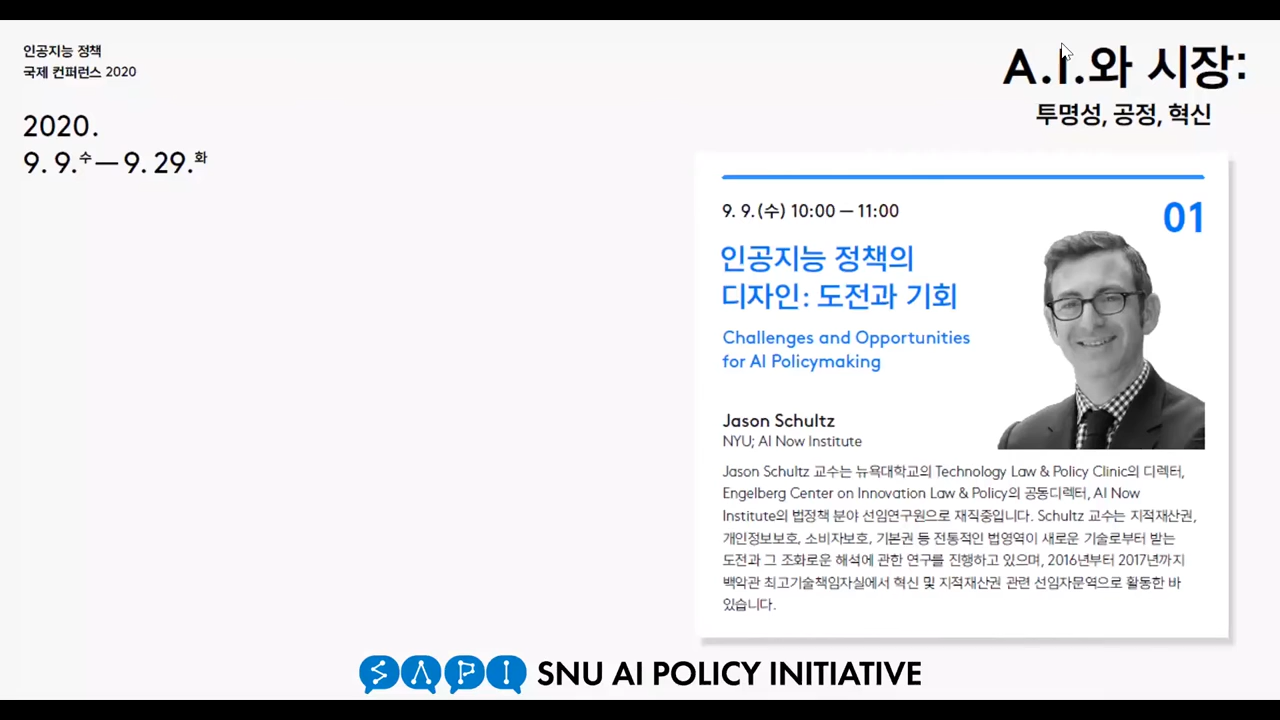 인공지능 정책
국제 컨퍼런스 2020
2020.
9. 9.수—9. 29.화
A.I.와 시장:
투명성, 공정, 혁신
9. 9.(수) 10:00 — 11:00
01
인공지능 정책의
디자인: 도전과 기회
Challenges and Opportunities
for AI Policymaking
Jason Schultz
NYU; AI Now Institute
Jason Schultz 교수는 뉴욕대학교의 Technology Law & Policy Clinic의 디렉터,
Engelberg Center on Innovation Law & Policy의 공동디렉터, AI Now
Institute의 법정책 분야 선임연구원으로 재직중입니다. Schultz 교수는 지적재산권,
개인정보보호, 소비자보호, 기본권 등 전통적인 법영역이 새로운 기술로부터 받는
도전과 그 조화로운 해석에 관한 연구를 진행하고 있으며, 2016년부터 2017년까지
백악관 최고기술책임자실에서 혁신 및 지적재산권 관련 선임자문역으로 활동한 바
있습니다.
SAPI SNU AI POLICY INITIATIVE